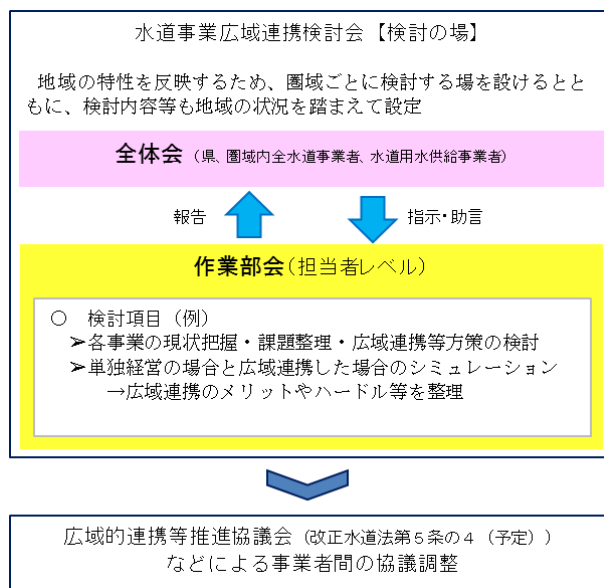 水道事業広域連携検討会【検討の場】
地域の特性を反映するため、圏域ごとに検討する場を設けるとと
もに、検討内容等も地域の状況を踏まえて設定
全体会（県、圏域内全水道事業者、水道用水供給事業者）
報告
指示・助言
作業部会(担当者レベル)
○ 検討項目（例）
➢各事業の現状把握・課題整理・広域連携等方策の検討
➢単独経営の場合と広域連携した場合のシミュレーション
→広域連携のメリットやハードル等を整理
広域的連携等推進協議会（改正水道法第５条の４（予定））
などによる事業者間の協議調整